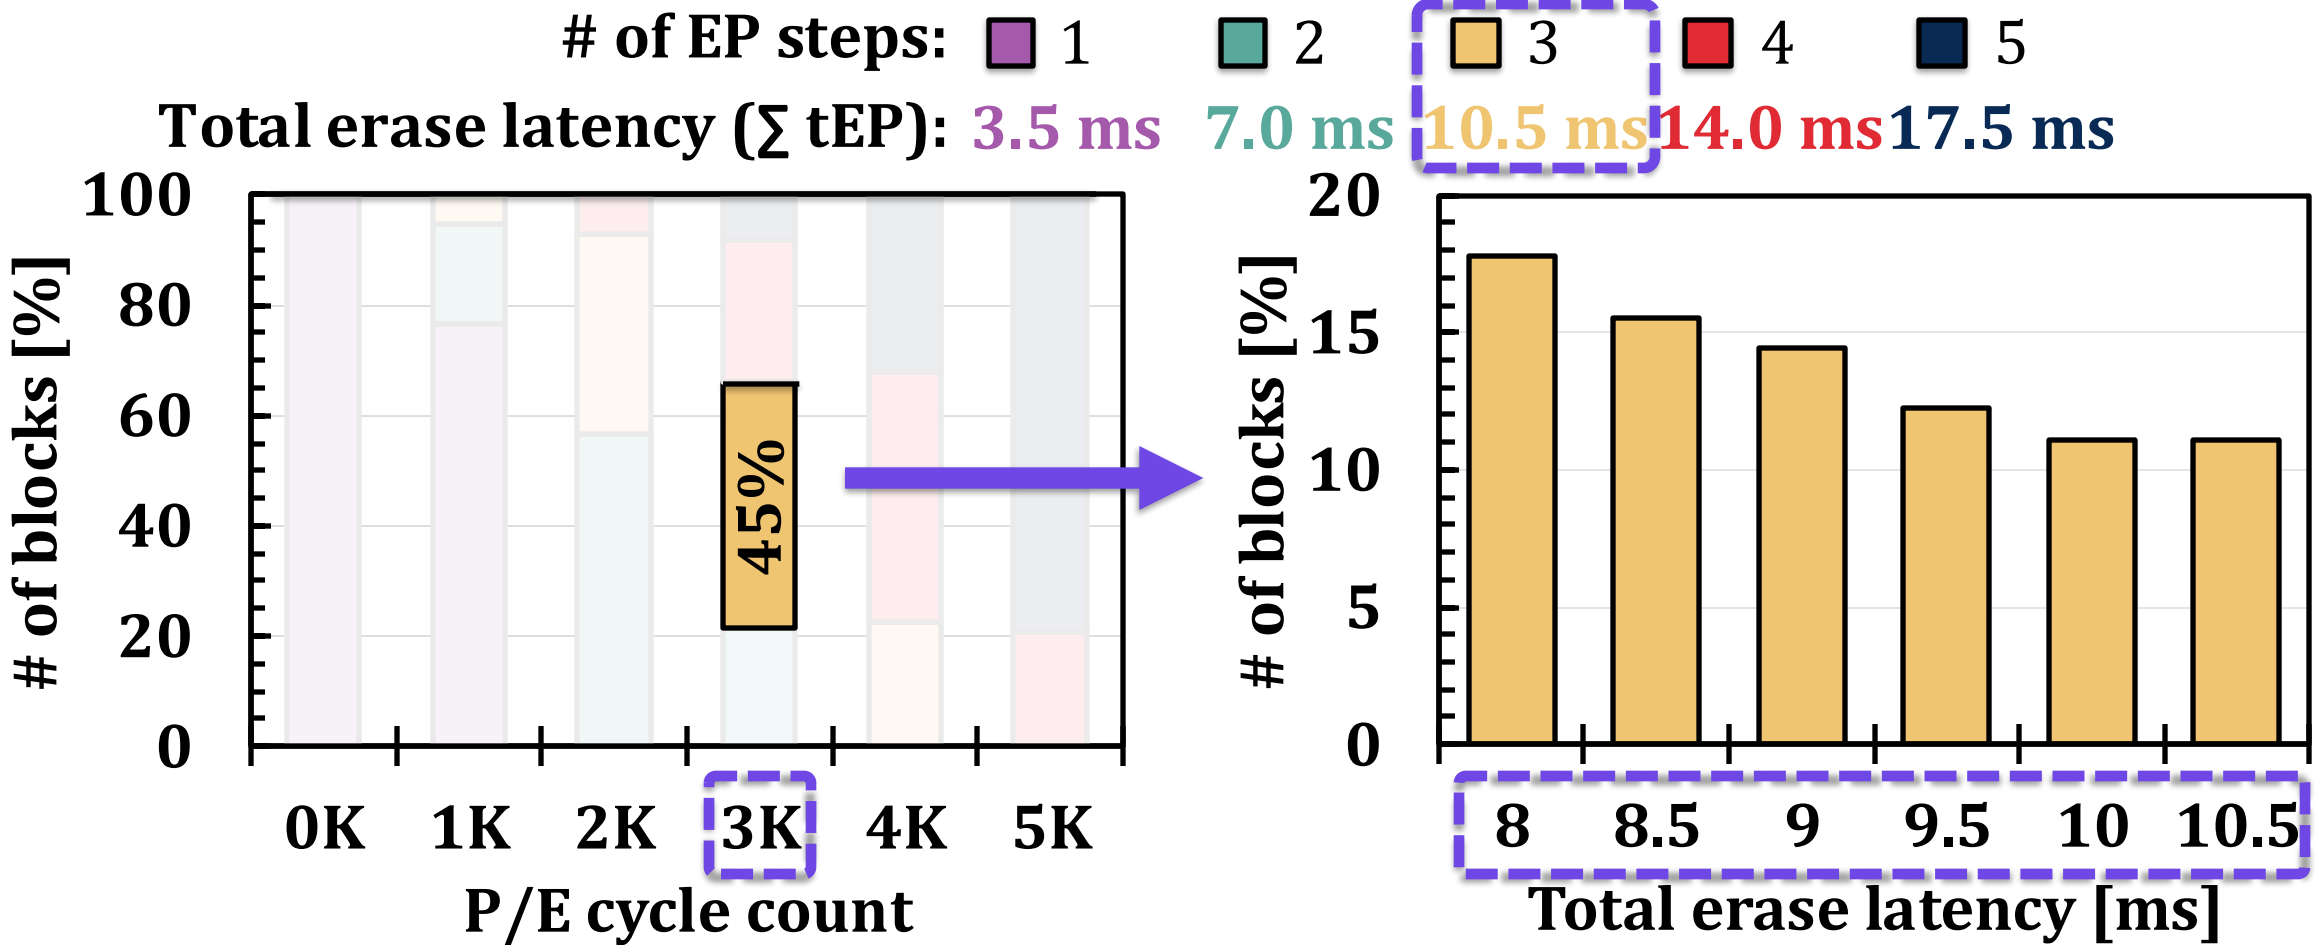 # of EP steps: 1 2 3 4 5
Total erase latency (∑ tEP): 3.5 ms 7.0 ms 10.5 ms 14.0 ms 17.5 ms
# of blocks [%]
100
80
60
40
20
0
45%
0K 1K 2K 3K 4K 5K
P/E cycle count
# of blocks [%]
20
15
10
5
0
8 8.5 9 9.5 10 10.5
Total erase latency [ms]